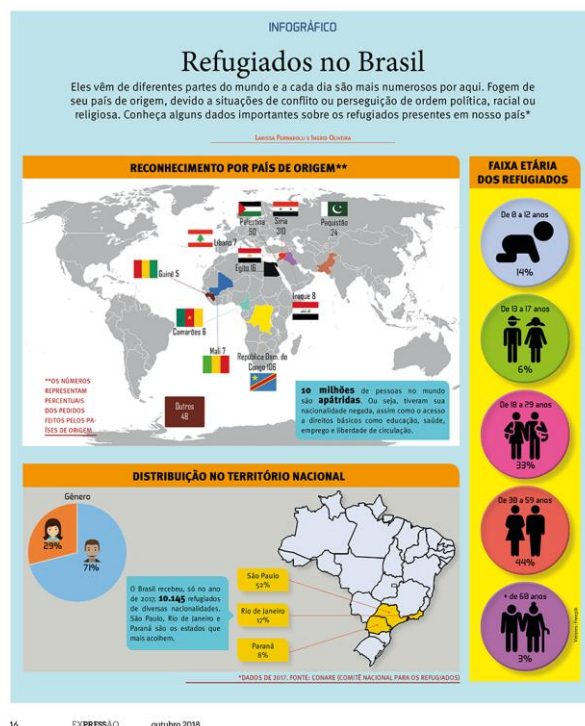 INFOGRÁFICO
Refugiados no Brasil
Eles vêm de diferentes partes do mundo e a cada dia são mais numerosos por aqui. Fogem de
seu país de origem, devido a situações de conflito ou perseguição de ordem política, racial ou
religiosa. Conheça alguns dados importantes sobre os refugiados presentes em nosso país*
RECONHECIMENTO POR PAÍS DE ORIGEM**
Palestina
50
Síria
310
Paquistão
24
Líbano 7
Egito 16
Guiné 5
Iraque 8
Camarões 6
Mali 7
República Dem. do
Congo 106
Outros
48
**OS NÚMEROS
REPRESENTAM
PERCENTUAIS
DOS PEDIDOS
FEITOS PELOS PA-
ÍSES DE ORIGEM.
10 milhões de pessoas no mundo
são apátridas. Ou seja, tiveram sua
nacionalidade negada, assim como o acesso
a direitos básicos como educação, saúde,
emprego e liberdade de circulação.
FAIXA ETÁRIA
DOS REFUGIADOS
De 0 a 12 anos
14%
De 13 a 17 anos
6%
De 18 a 29 anos
33%
De 30 a 59 anos
44%
+ de 60 anos
3%
DISTRIBUIÇÃO NO TERRITÓRIO NACIONAL
Gênero
29%
71%
O Brasil recebeu, só no ano
de 2017, 10.145 refugiados
de diversas nacionalidades.
São Paulo, Rio de Janeiro e
Paraná são os estados que
mais acolhem.
São Paulo
52%
Rio de Janeiro
17%
Paraná
8%
*DADOS DE 2017. FONTE: CONARE (COMITÊ NACIONAL PARA OS REFUGIADOS)
16 EXPRESSÃO outubro 2018